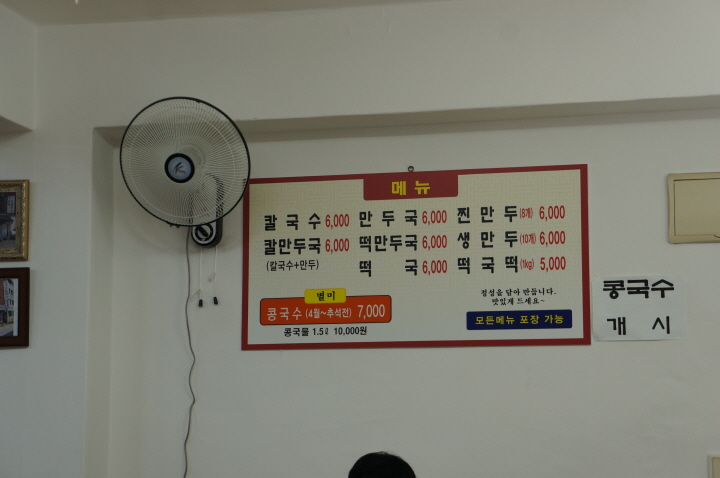 메뉴
칼국수 6,000 만두국 6,000 찐만두(8개) 6,000
칼만두국 6,000 떡만두국 6,000 생만두(10개) 6,000
(칼국수+만두) 떡국 6,000 떡국떡(1kg) 5,000
별미
콩국수 (4월~추석전) 7,000
콩국물 1.5ℓ 10,000원
정성을 담아 만듭니다.
맛있게 드세요~
모든메뉴 포장 가능
콩국수
개시